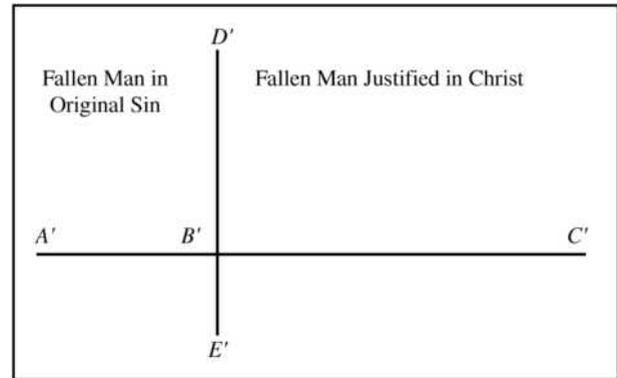 D′
Fallen Man in
Original Sin
Fallen Man Justified in Christ
A′
B′
C′
E′